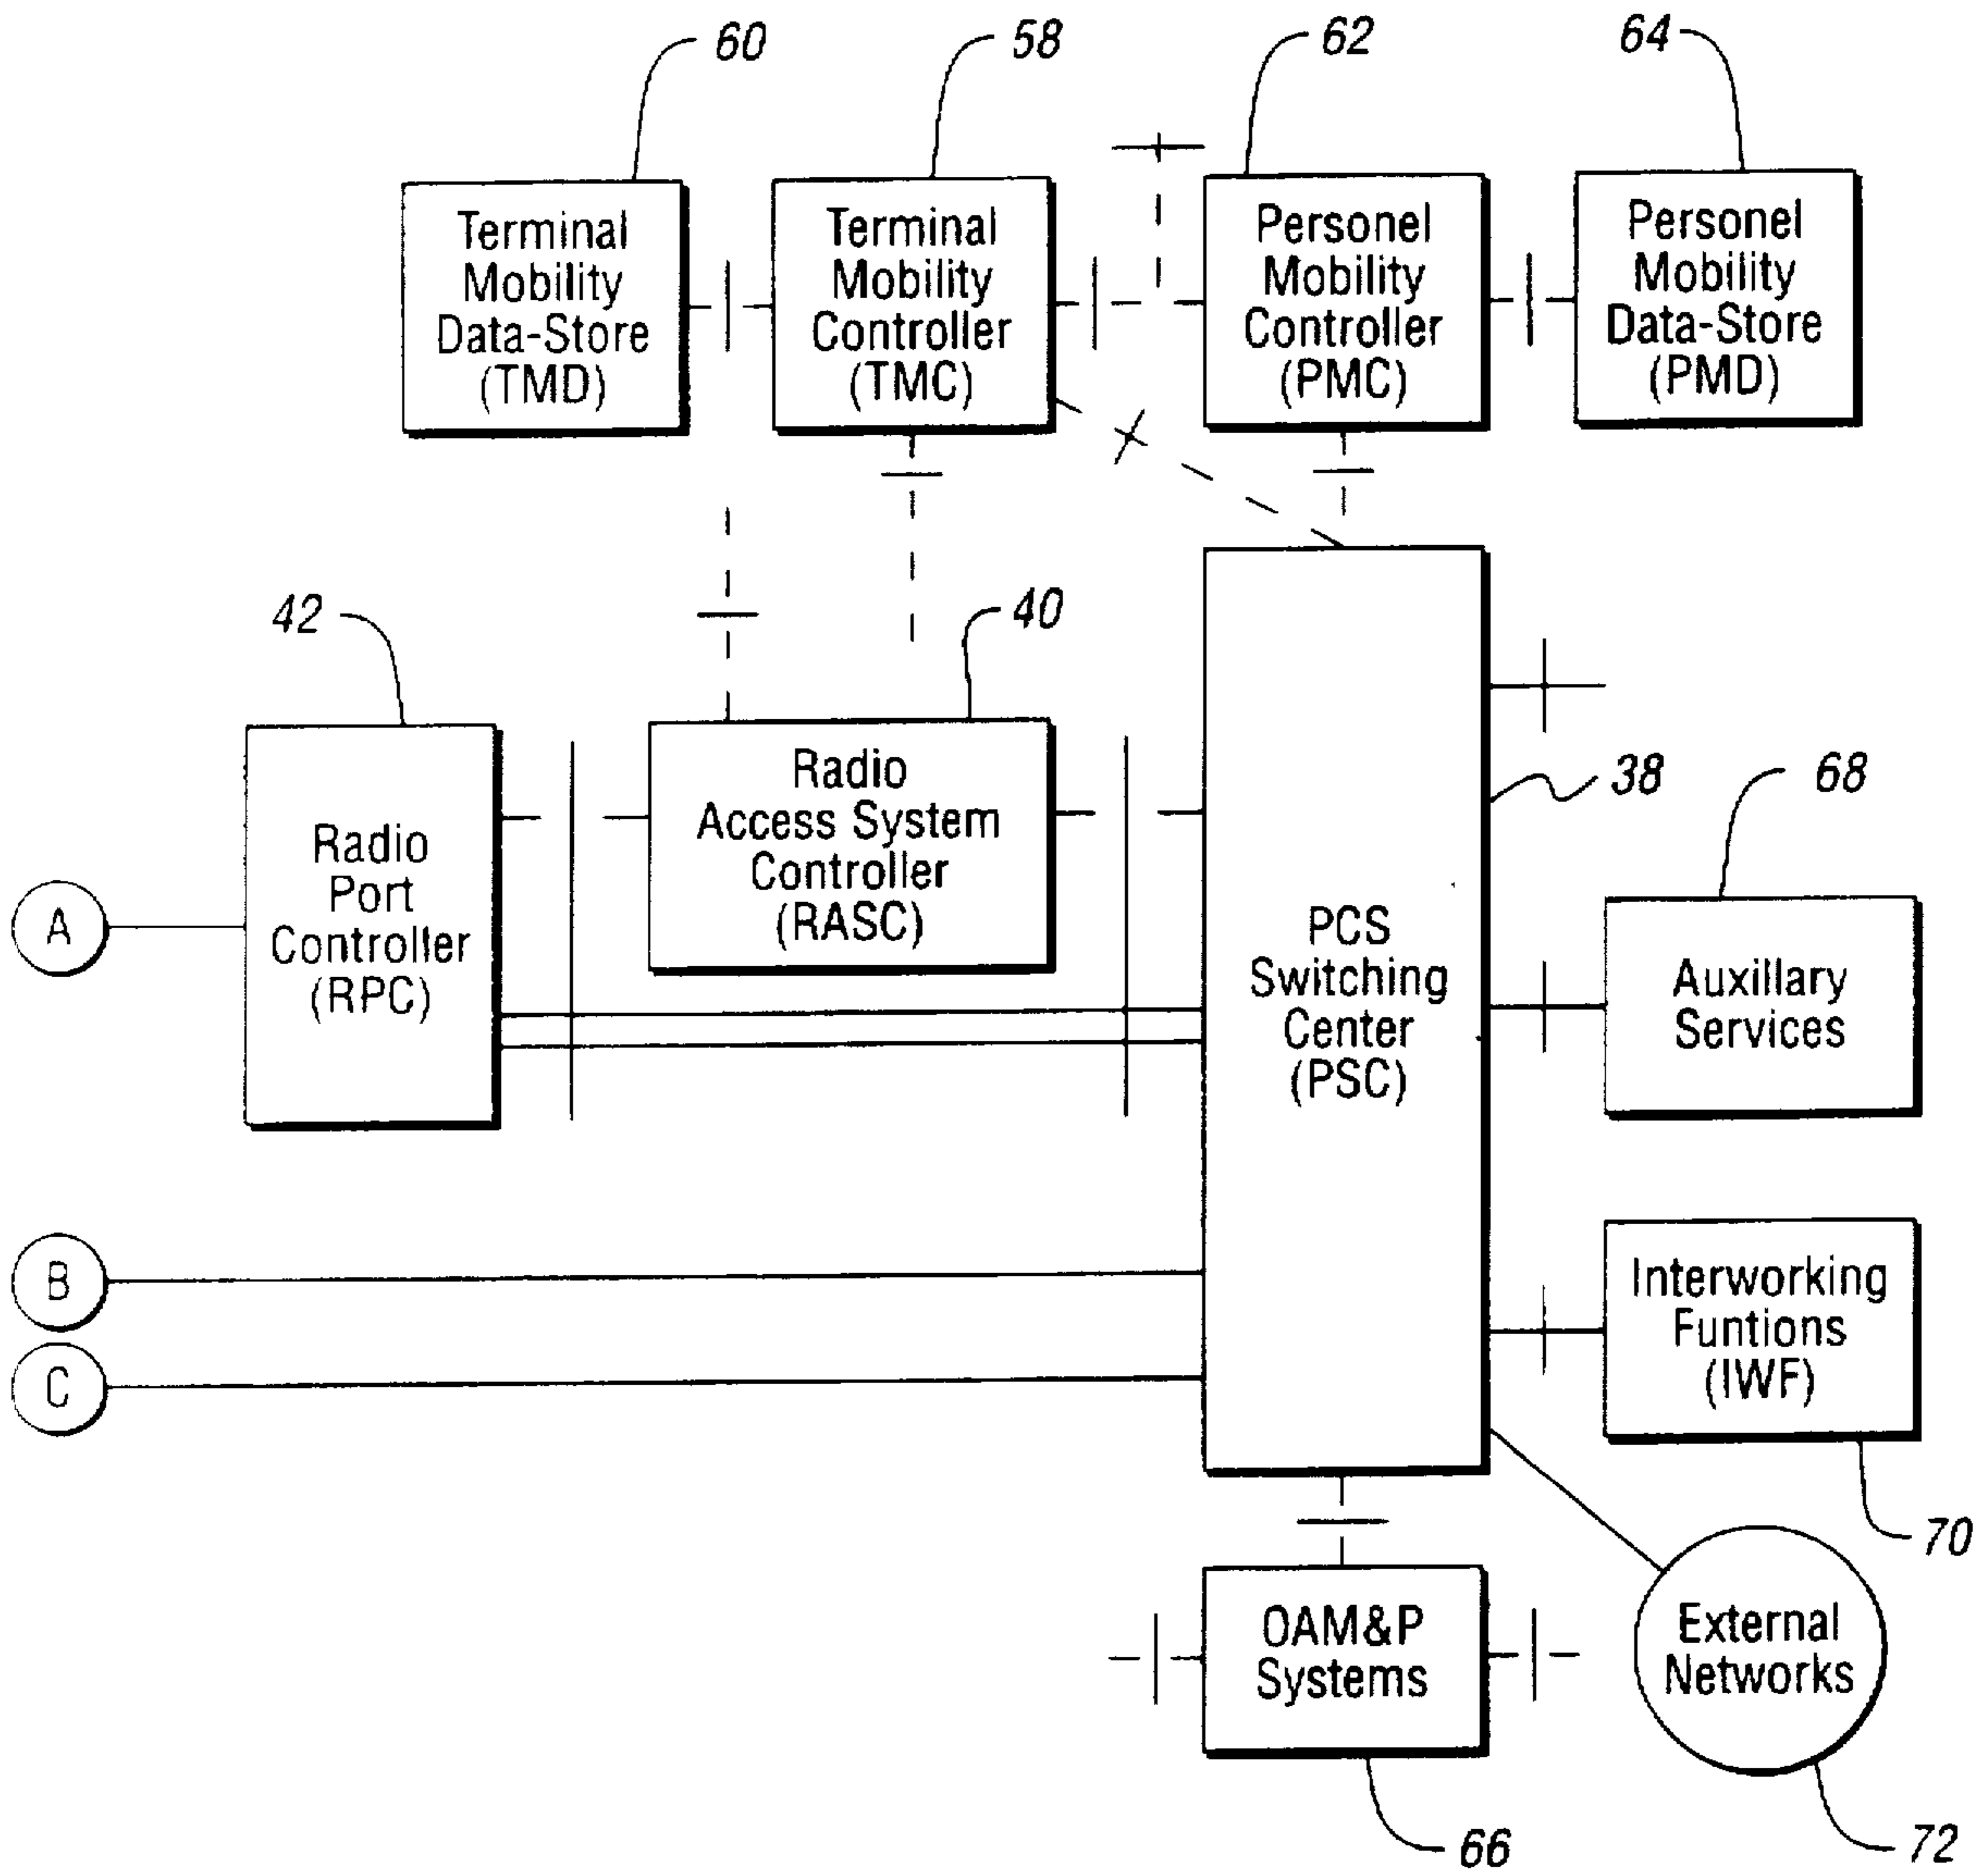 60
58
62
64
Terminal
Mobility
Data-Store
(TMD)
Terminal
Mobility
Controller
(TMC)
Personel
Mobility
Controller
(PMC)
Personel
Mobility
Data-Store
(PMD)
42
40
38
68
Radio
Port
Controller
(RPC)
Radio
Access System
Controller
(RASC)
PCS
Switching
Center
(PSC)
Auxillary
Services
A
B
C
Interworking
Funtions
(IWF)
70
OAM&P
Systems
External
Networks
66
72